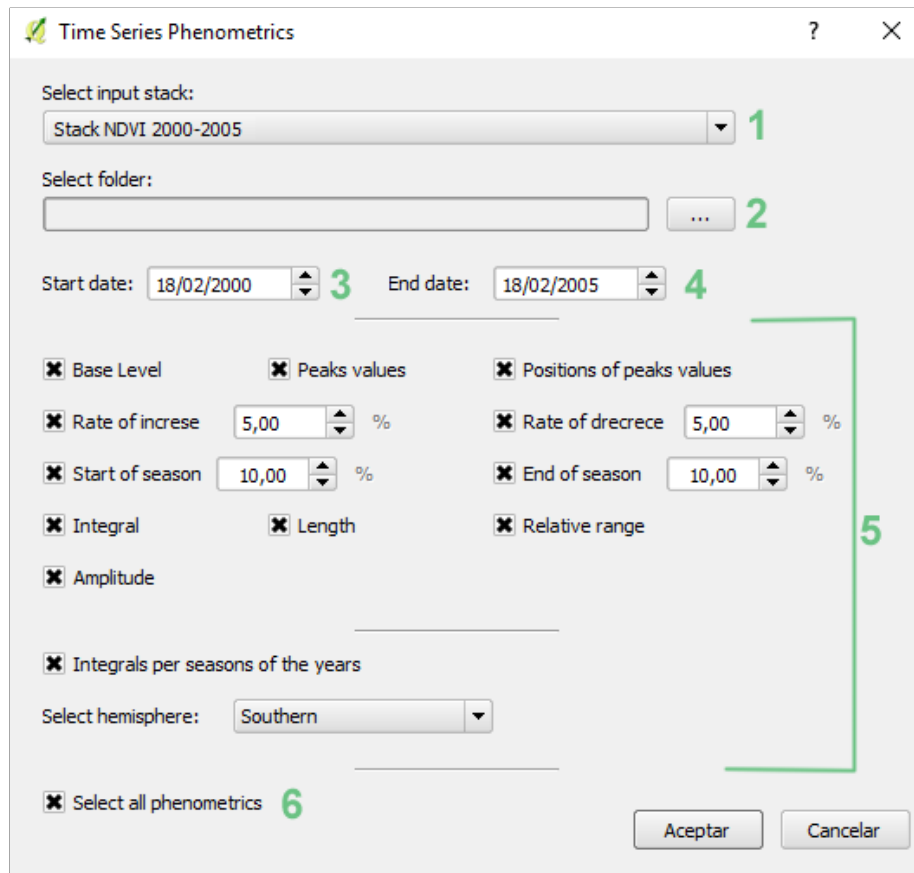 Time Series Phenometrics ?
Select input stack:
Stack NDVI 2000-2005 1
Select folder:
... 2
Start date: 18/02/2000 3 End date: 18/02/2005 4
Base Level Peaks values Positions of peaks values
Rate of increse 5,00 % Rate of drecrece 5,00 %
Start of season 10,00 % End of season 10,00 %
Integral Length Relative range 5
Amplitude
Integrals per seasons of the years
Select hemisphere: Southern
Select all phenometrics 6
Aceptar Cancelar